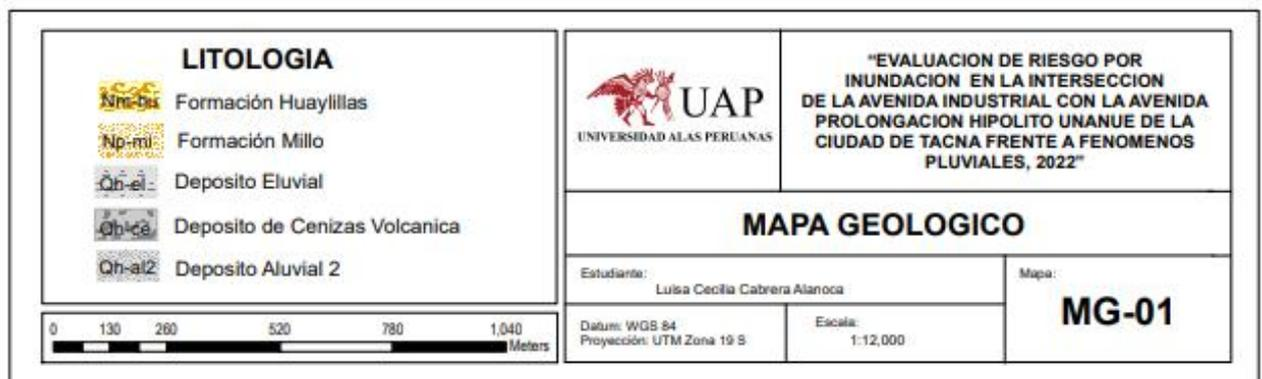 LITOLOGIA
Nm-hu Formación Huaylillas
Np-mi Formación Millo
Qh-el Deposito Eluvial
Qh-ce Deposito de Cenizas Volcanica
Qh-al2 Deposito Aluvial 2
0 130 260 520 780 1,040
Meters
UAP
UNIVERSIDAD ALAS PERUANAS
"EVALUACION DE RIESGO POR
INUNDACION EN LA INTERSECCION
DE LA AVENIDA INDUSTRIAL CON LA AVENIDA
PROLONGACION HIPOLITO UNANUE DE LA
CIUDAD DE TACNA FRENTE A FENOMENOS
PLUVIALES, 2022"
MAPA GEOLOGICO
Estudiante:
Luisa Cecilia Cabrera Alanoca
Mapa:
MG-01
Datum: WGS 84
Proyección: UTM Zona 19 S
Escala:
1:12,000